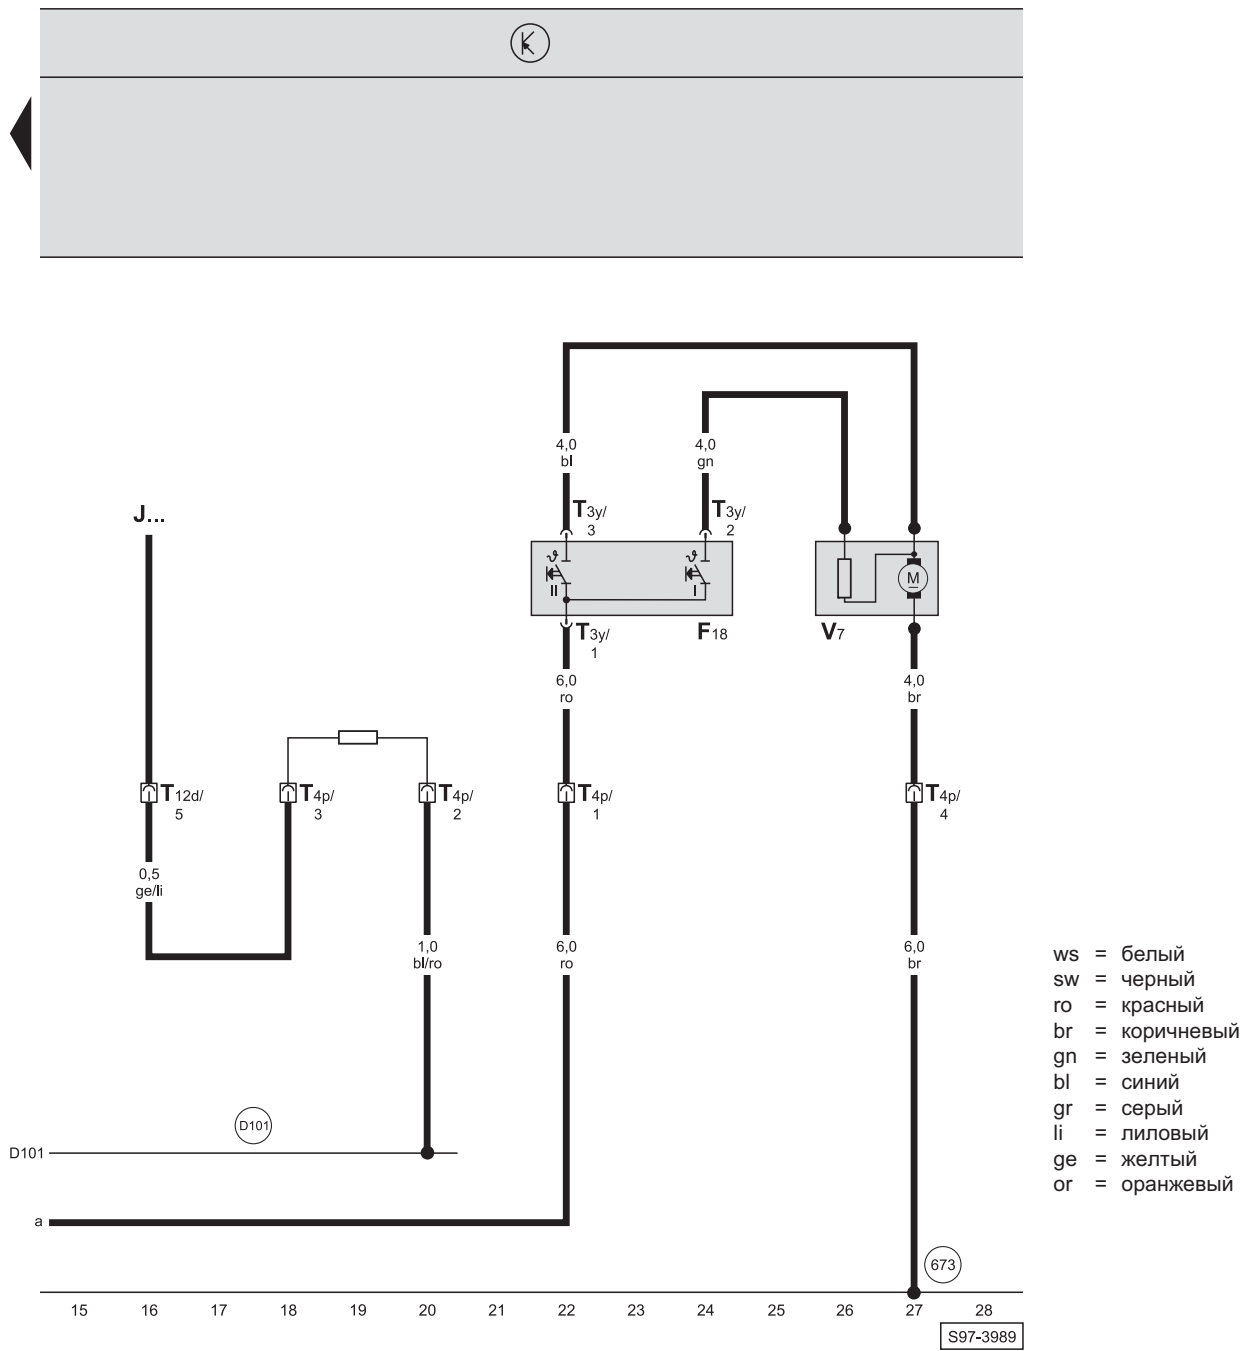 4,0
bl
4,0
gn
J...
T3y/
3
T3y/
2
II
I
M
T3y/
1
F18
V7
6,0
ro
4,0
br
T12d/
5
T4p/
3
T4p/
2
T4p/
1
T4p/
4
0,5
ge/li
1,0
bl/ro
6,0
ro
6,0
br
ws = белый
sw = черный
ro = красный
br = коричневый
gn = зеленый
bl = синий
gr = серый
li = лиловый
ge = желтый
or = оранжевый
D101
D101
a
673
15 16 17 18 19 20 21 22 23 24 25 26 27 28
S97-3989